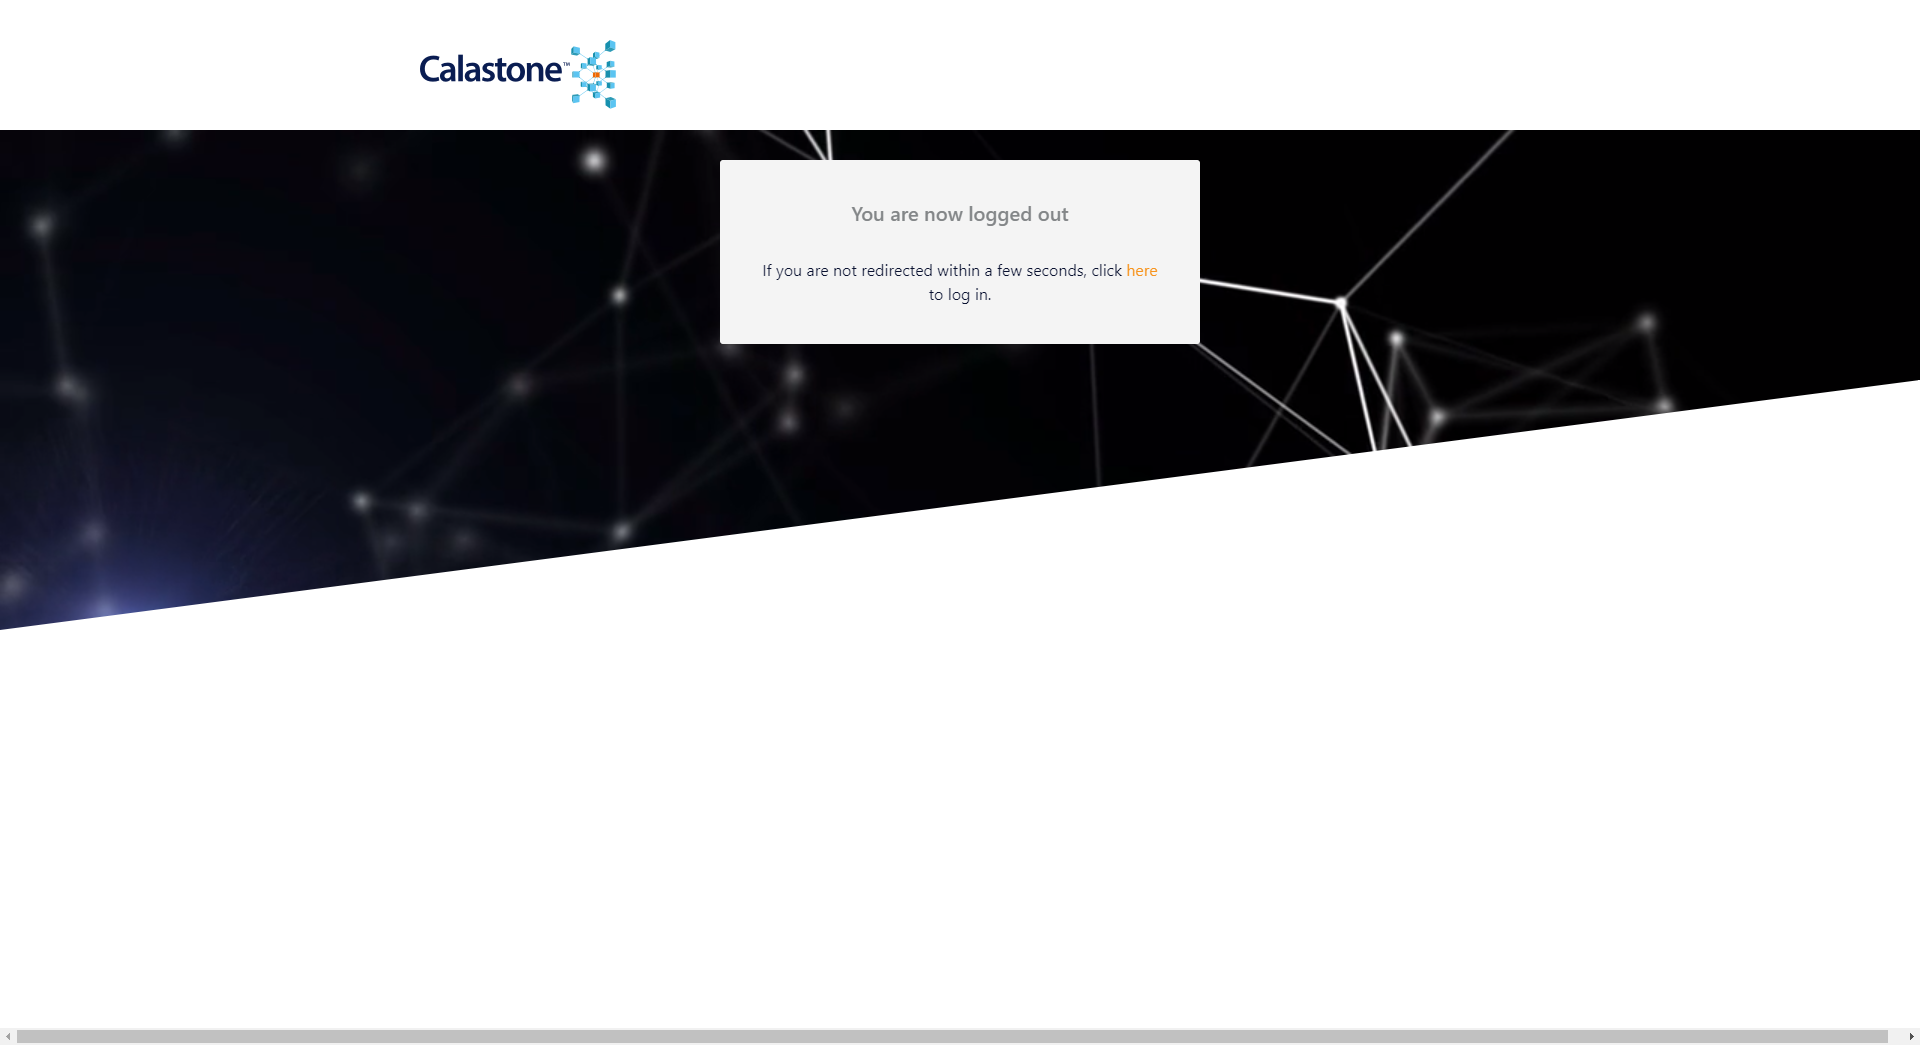 Calastone™
You are now logged out
If you are not redirected within a few seconds, click here
to log in.